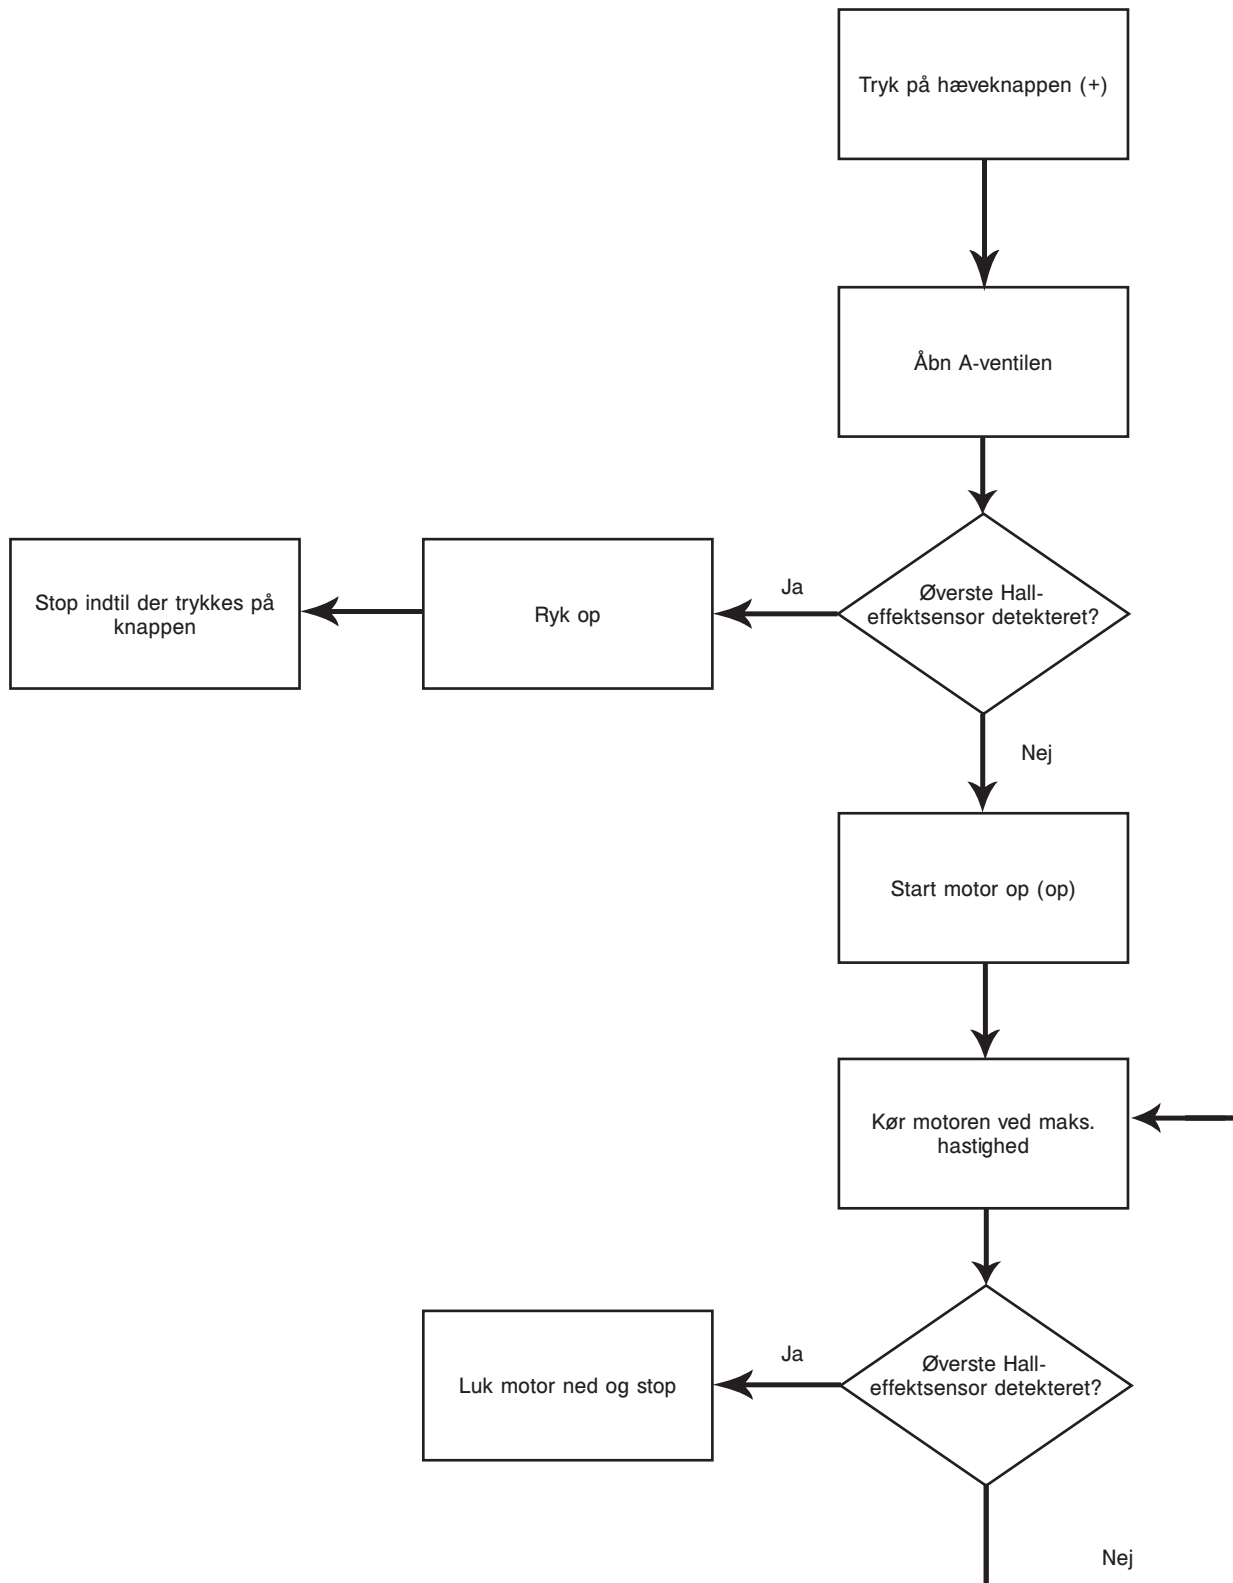 Tryk på hæveknappen (+)
Åbn A-ventilen
Øverste Hall-
effektsensor detekteret?
Ja
Ryk op
Stop indtil der trykkes på
knappen
Nej
Start motor op (op)
Kør motoren ved maks.
hastighed
Øverste Hall-
effektsensor detekteret?
Ja
Luk motor ned og stop
Nej